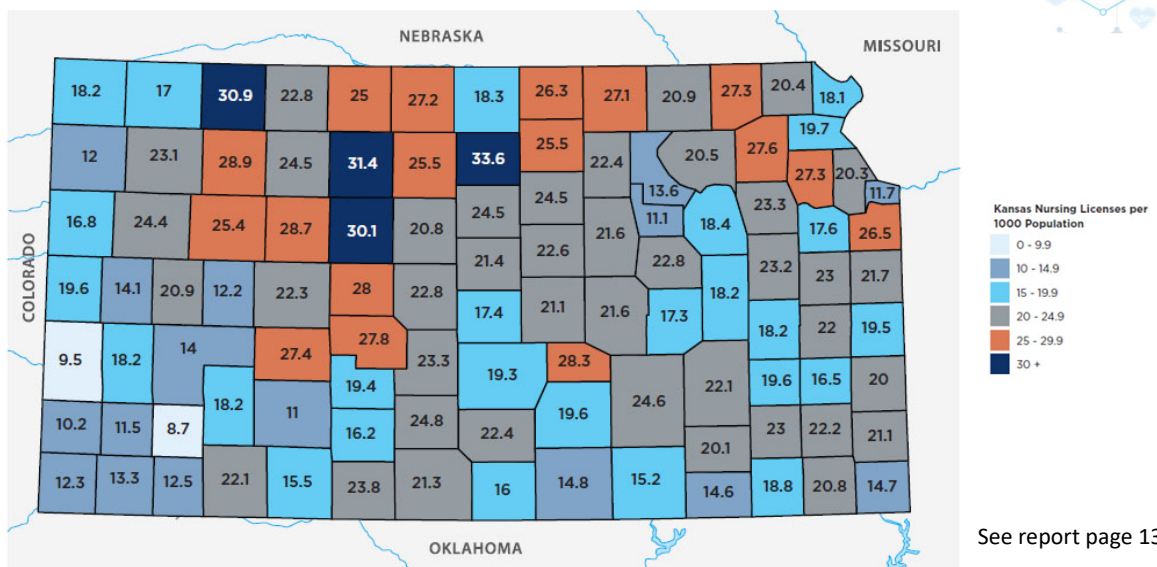 NEBRASKA
MISSOURI
18.2 17 30.9 22.8 25 27.2 18.3 26.3 27.1 20.9 27.3 20.4 18.1
19.7
12 23.1 28.9 24.5 31.4 25.5 33.6 25.5 22.4 20.5 27.6
13.6 27.3 20.3 11.7
16.8 24.4 25.4 28.7 30.1 20.8 24.5 24.5 21.6 11.1 18.4 23.3 17.6 26.5
21.4 22.6 22.8 23.2 23 21.7
COLORADO
19.6 14.1 20.9 12.2 22.3 28 22.8 17.4 21.1 21.6 17.3 18.2
18.2 22 19.5
9.5 18.2 14 27.4 27.8 23.3 19.3 28.3
19.4 19.6 24.6 22.1 19.6 16.5 20
10.2 11.5 8.7 18.2 11 16.2 24.8 22.4 20.1 23 22.2 21.1
12.3 13.3 12.5 22.1 15.5 23.8 21.3 16 14.8 15.2 14.6 18.8 20.8 14.7
OKLAHOMA
Kansas Nursing Licenses per
1000 Population
0 - 9.9
10 - 14.9
15 - 19.9
20 - 24.9
25 - 29.9
30 +
See report page 13